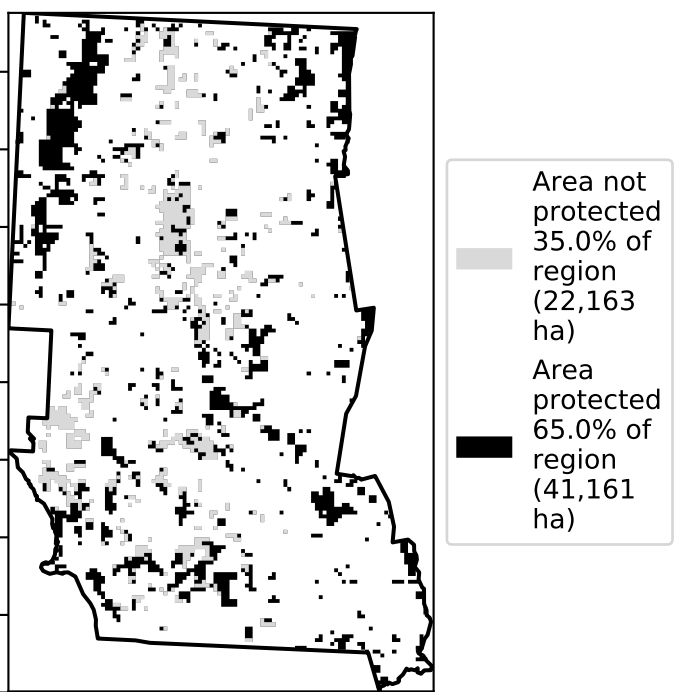 Area not
protected
35.0% of
region
(22,163
ha)
Area
protected
65.0% of
region
(41,161
ha)